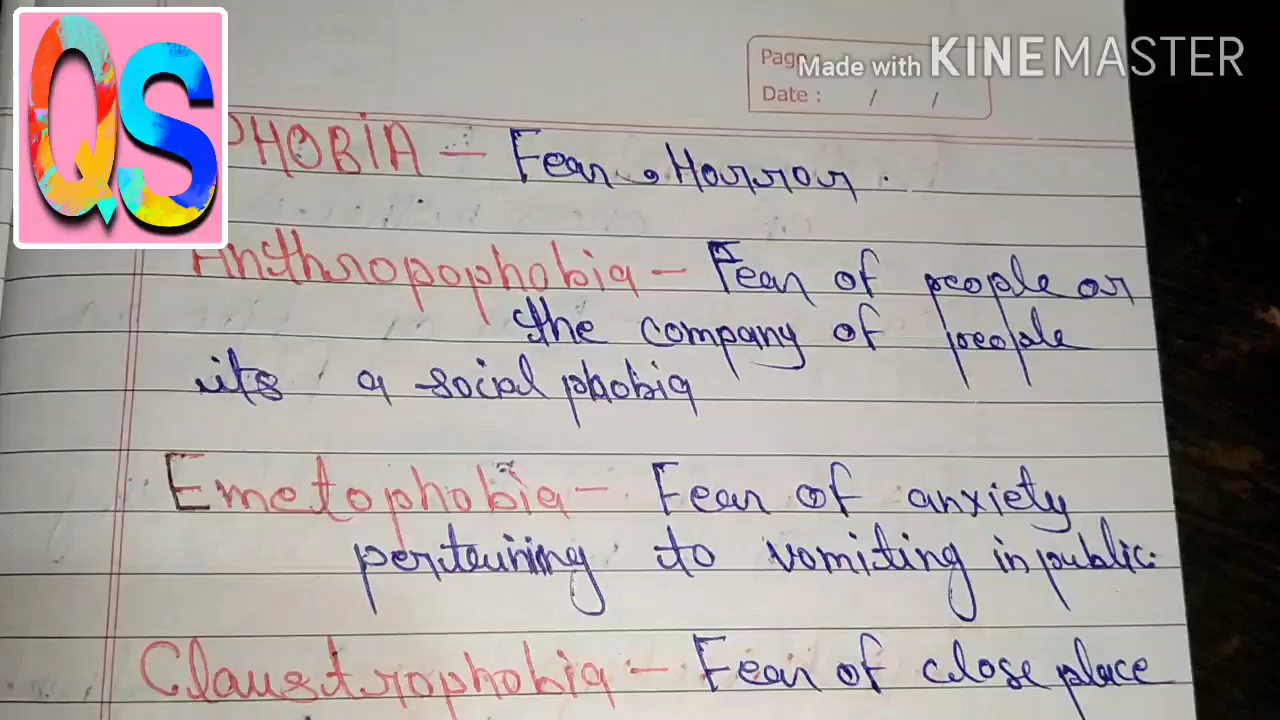 QS
Page
Made with KINEMASTER
Date : / /
PHOBIA - Fear, Horror.
Anthropophobia - Fear of people or
the company of people
its a social phobia
Emetophobia - Fear of anxiety
pertaining to vomiting in public.
Claustrophobia - Fear of close place